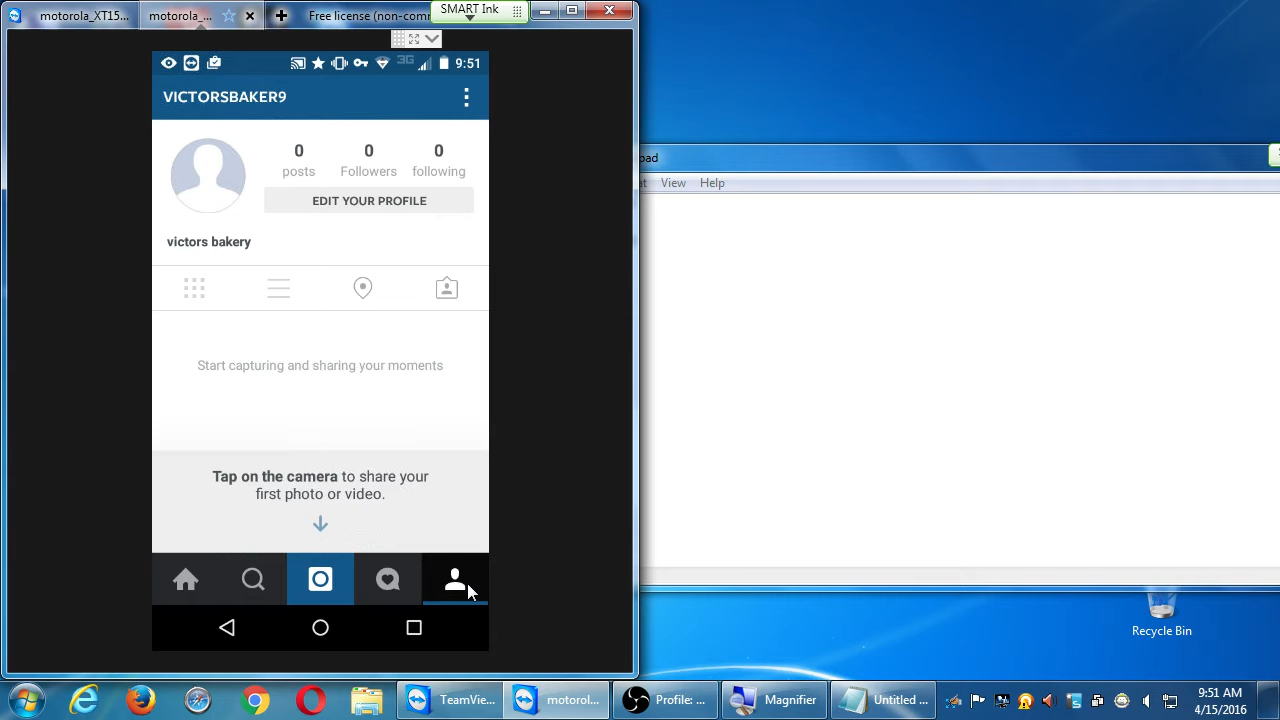 motorola_XT15...
motorola_...
Free license (non-comm
SMART Ink
3G
9:51
VICTORSBAKER9
0
0
0
posts
Followers
following
EDIT YOUR PROFILE
victors bakery
Start capturing and sharing your moments
Tap on the camera to share your
first photo or video.
pad
at View Help
Recycle Bin
TeamVie...
motorol...
Profile: ...
Magnifier
Untitled ...
9:51 AM
4/15/2016